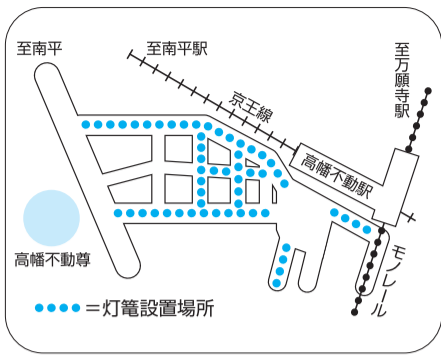 至南平
至南平駅
京王線
至万願寺駅
高幡不動駅
モノレール
高幡不動尊
=灯篭設置場所